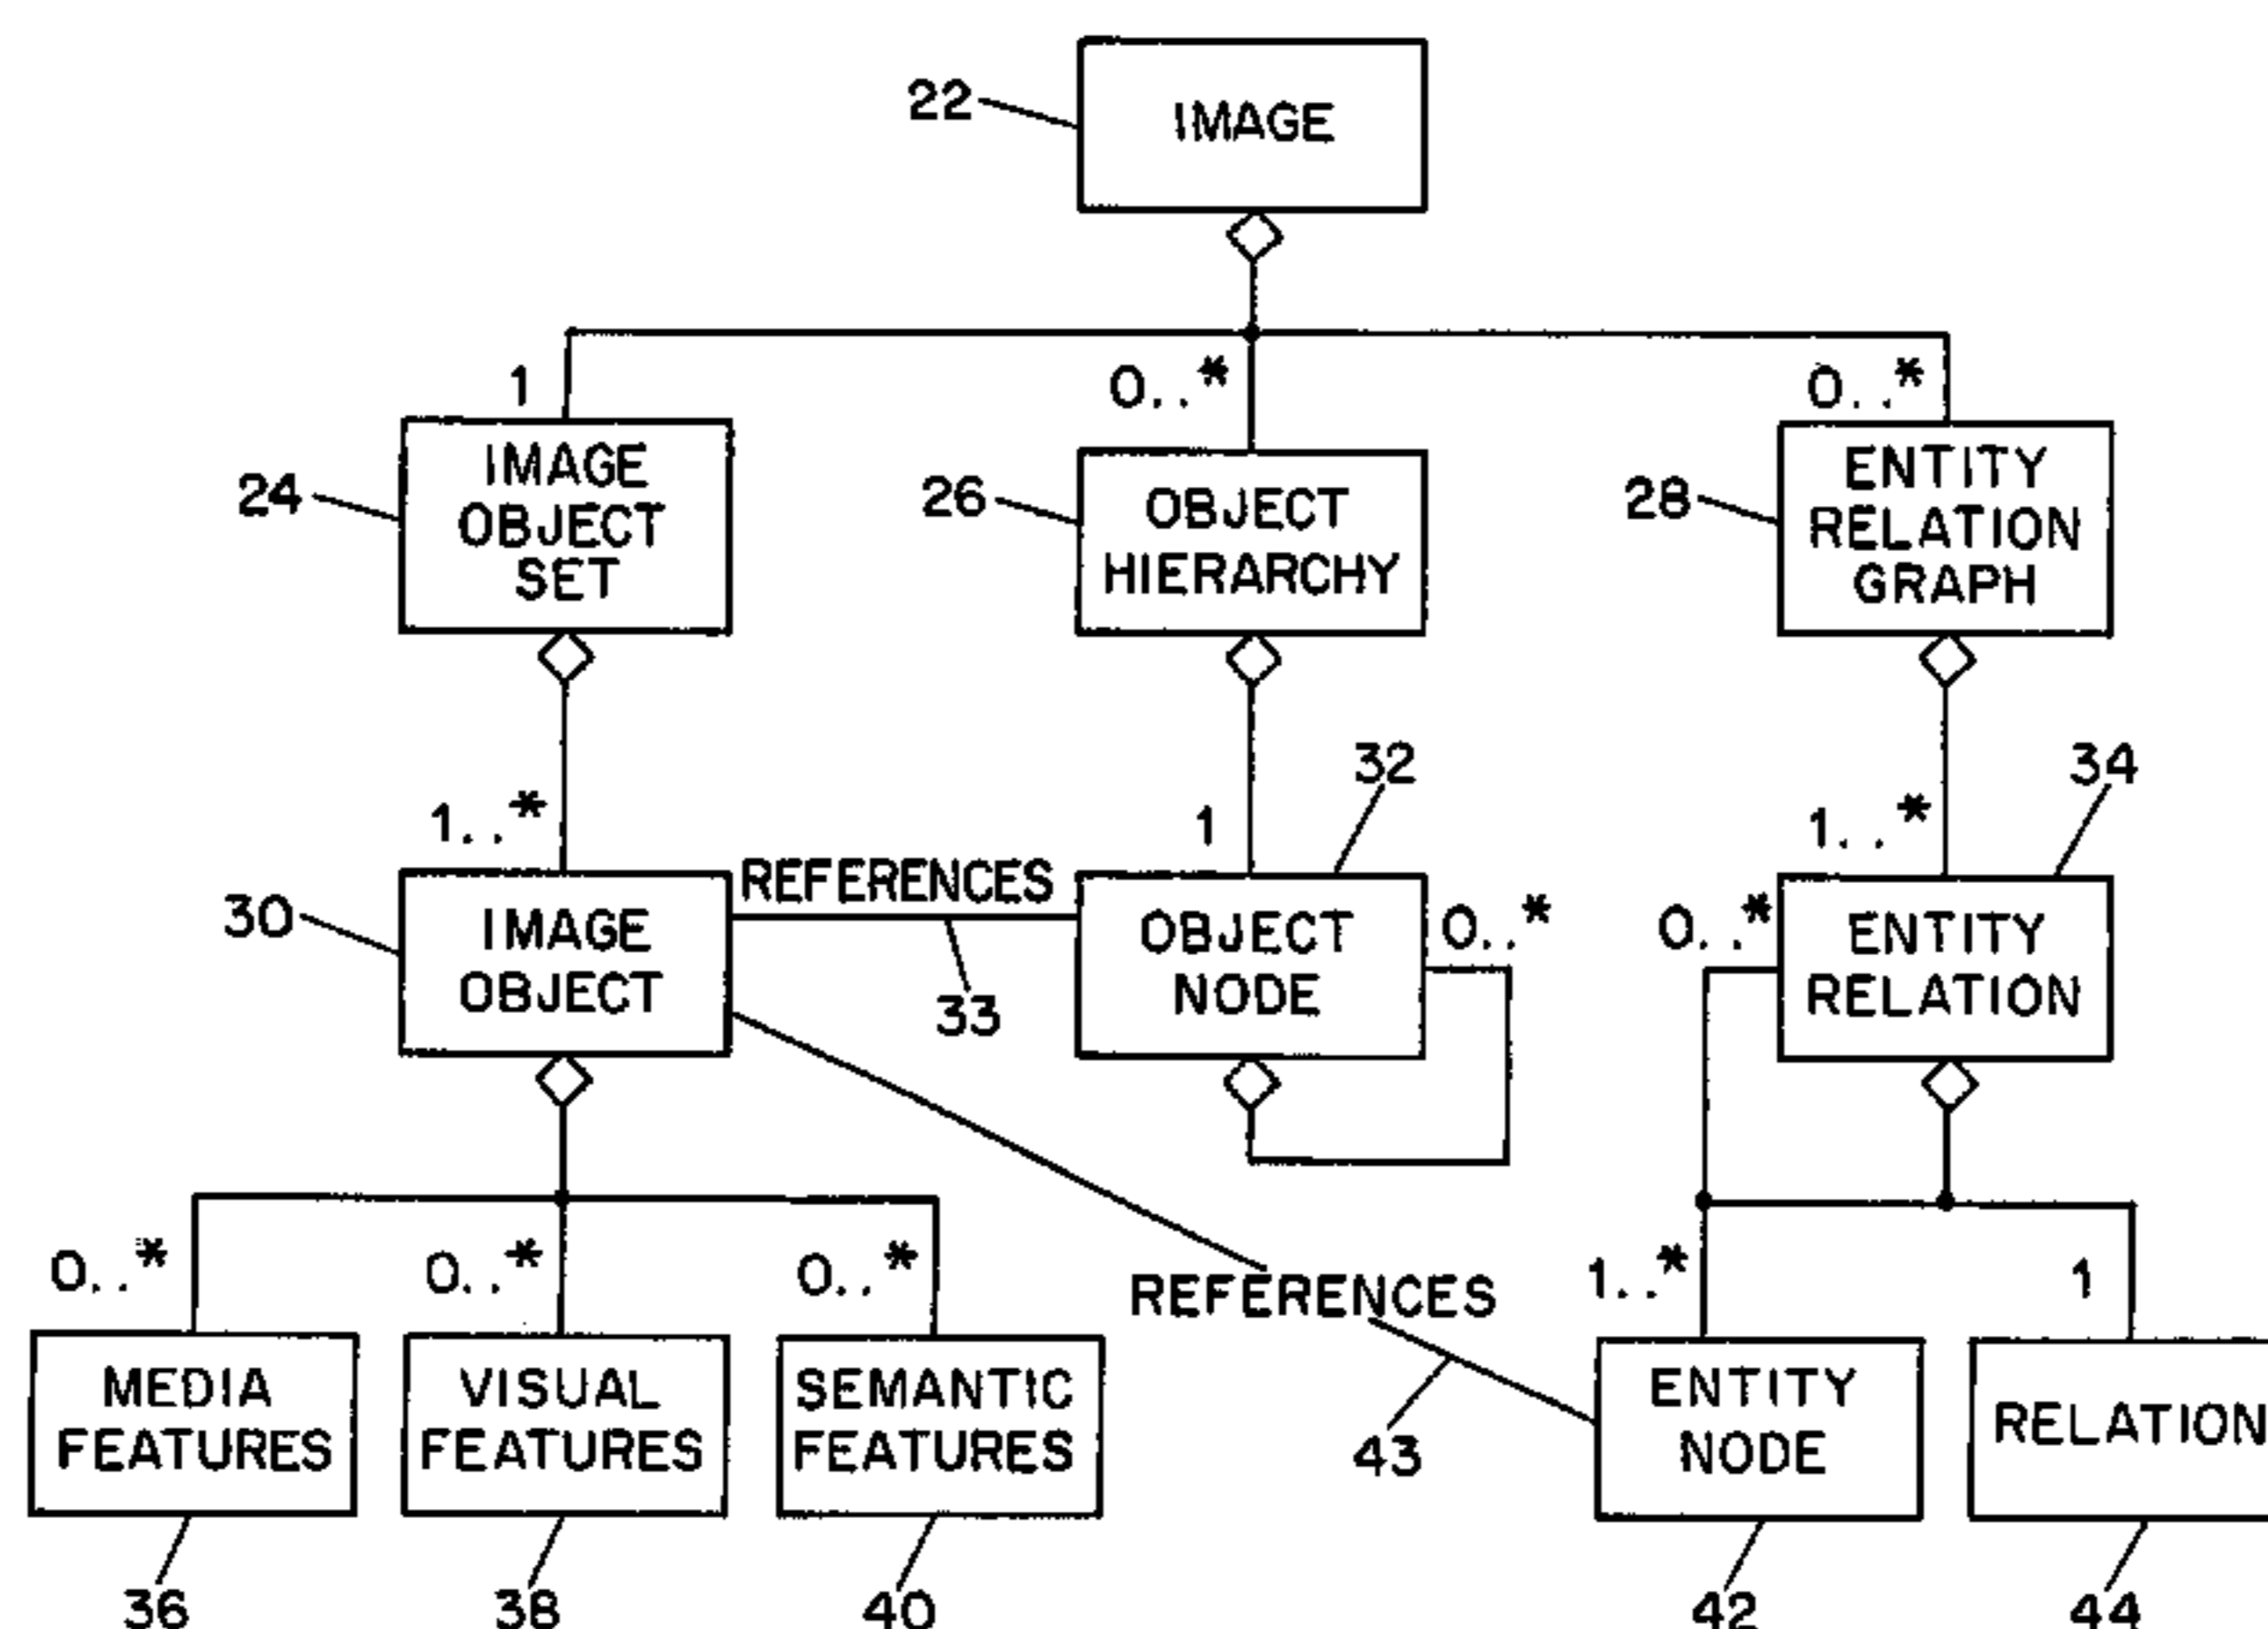 22
IMAGE
1
0..*
0..*
24
IMAGE
OBJECT
SET
26
OBJECT
HIERARCHY
28
ENTITY
RELATION
GRAPH
32
34
1..*
1
1..*
30
IMAGE
OBJECT
REFERENCES
33
OBJECT
NODE
0..*
0..*
ENTITY
RELATION
0..*
0..*
0..*
REFERENCES
43
1..*
1
MEDIA
FEATURES
VISUAL
FEATURES
SEMANTIC
FEATURES
ENTITY
NODE
RELATION
36
38
40
42
44